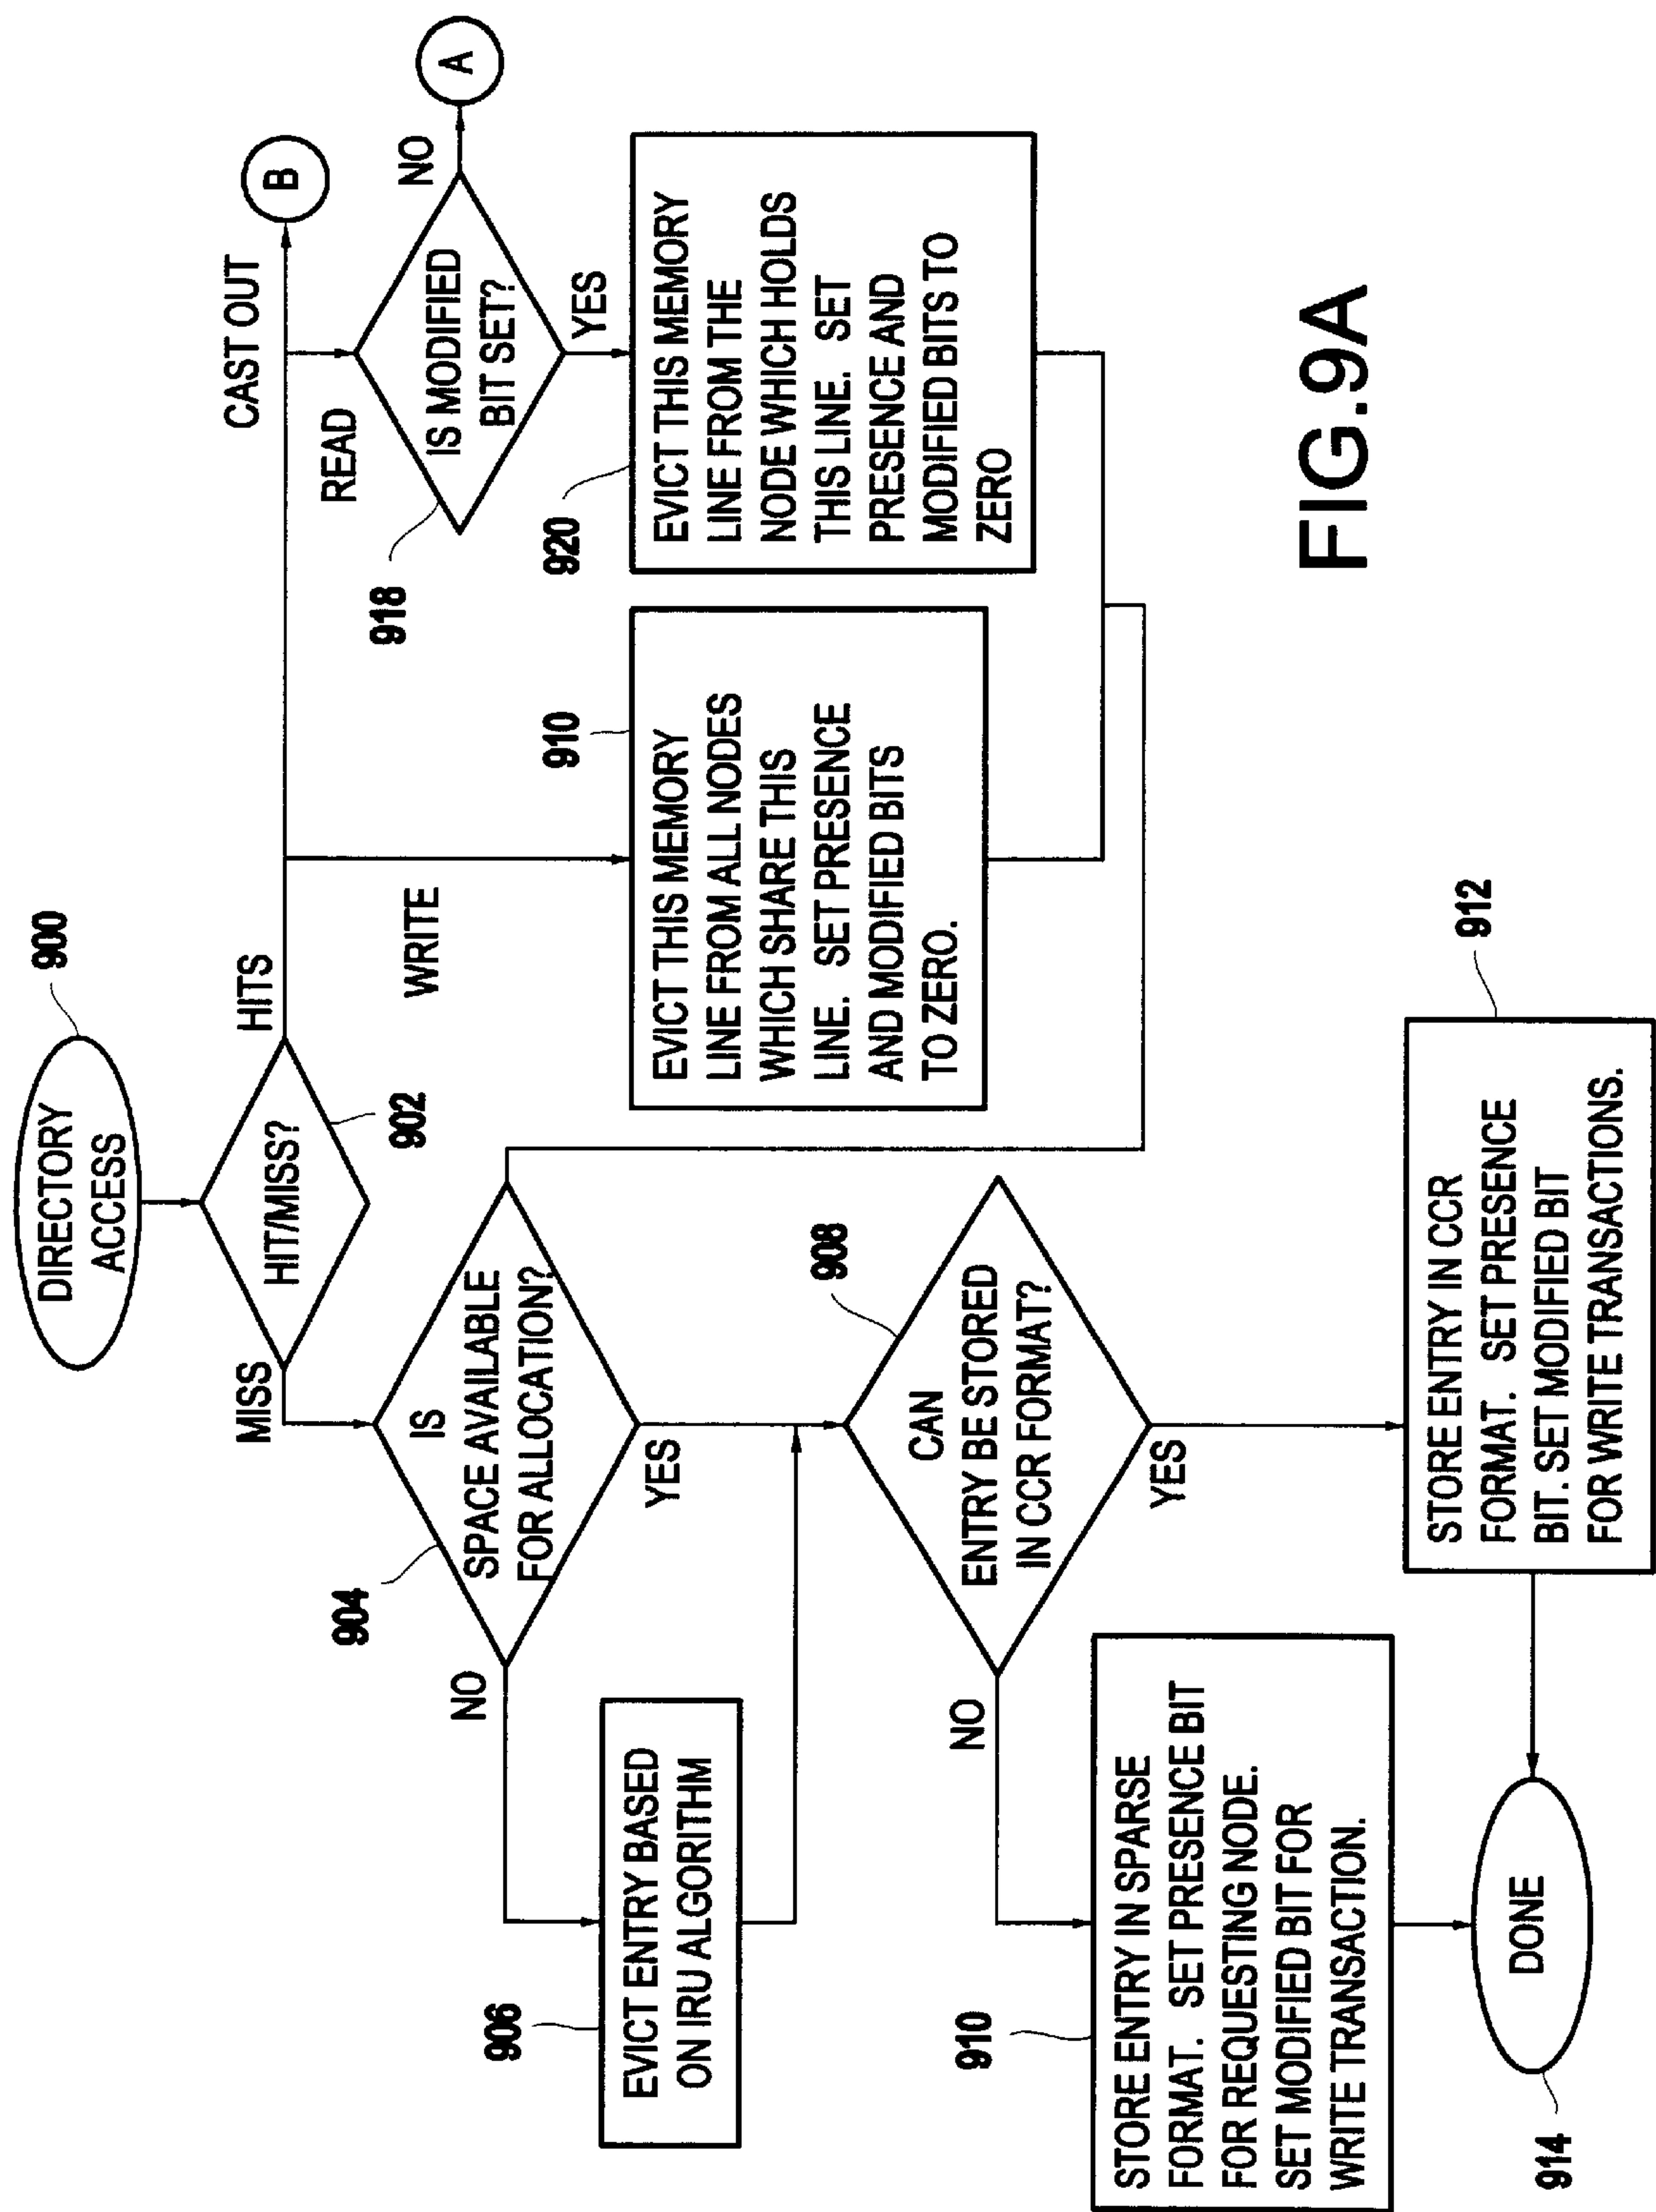 900
DIRECTORY
ACCESS
902
HIT/MISS?
HITS
MISS
CAST OUT
B
READ
WRITE
918
IS MODIFIED
BIT SET?
NO
A
YES
920
EVICT THIS MEMORY
LINE FROM THE
NODE WHICH HOLDS
THIS LINE. SET
PRESENCE AND
MODIFIED BITS TO
ZERO
910
EVICT THIS MEMORY
LINE FROM ALL NODES
WHICH SHARE THIS
LINE. SET PRESENCE
AND MODIFIED BITS
TO ZERO.
904
IS
SPACE AVAILABLE
FOR ALLOCATION?
NO
YES
906
EVICT ENTRY BASED
ON IRU ALGORITHM
908
CAN
ENTRY BE STORED
IN CCR FORMAT?
NO
YES
910
STORE ENTRY IN SPARSE
FORMAT. SET PRESENCE BIT
FOR REQUESTING NODE.
SET MODIFIED BIT FOR
WRITE TRANSACTION.
912
STORE ENTRY IN CCR
FORMAT. SET PRESENCE
BIT. SET MODIFIED BIT
FOR WRITE TRANSACTIONS.
914
DONE
FIG.9A